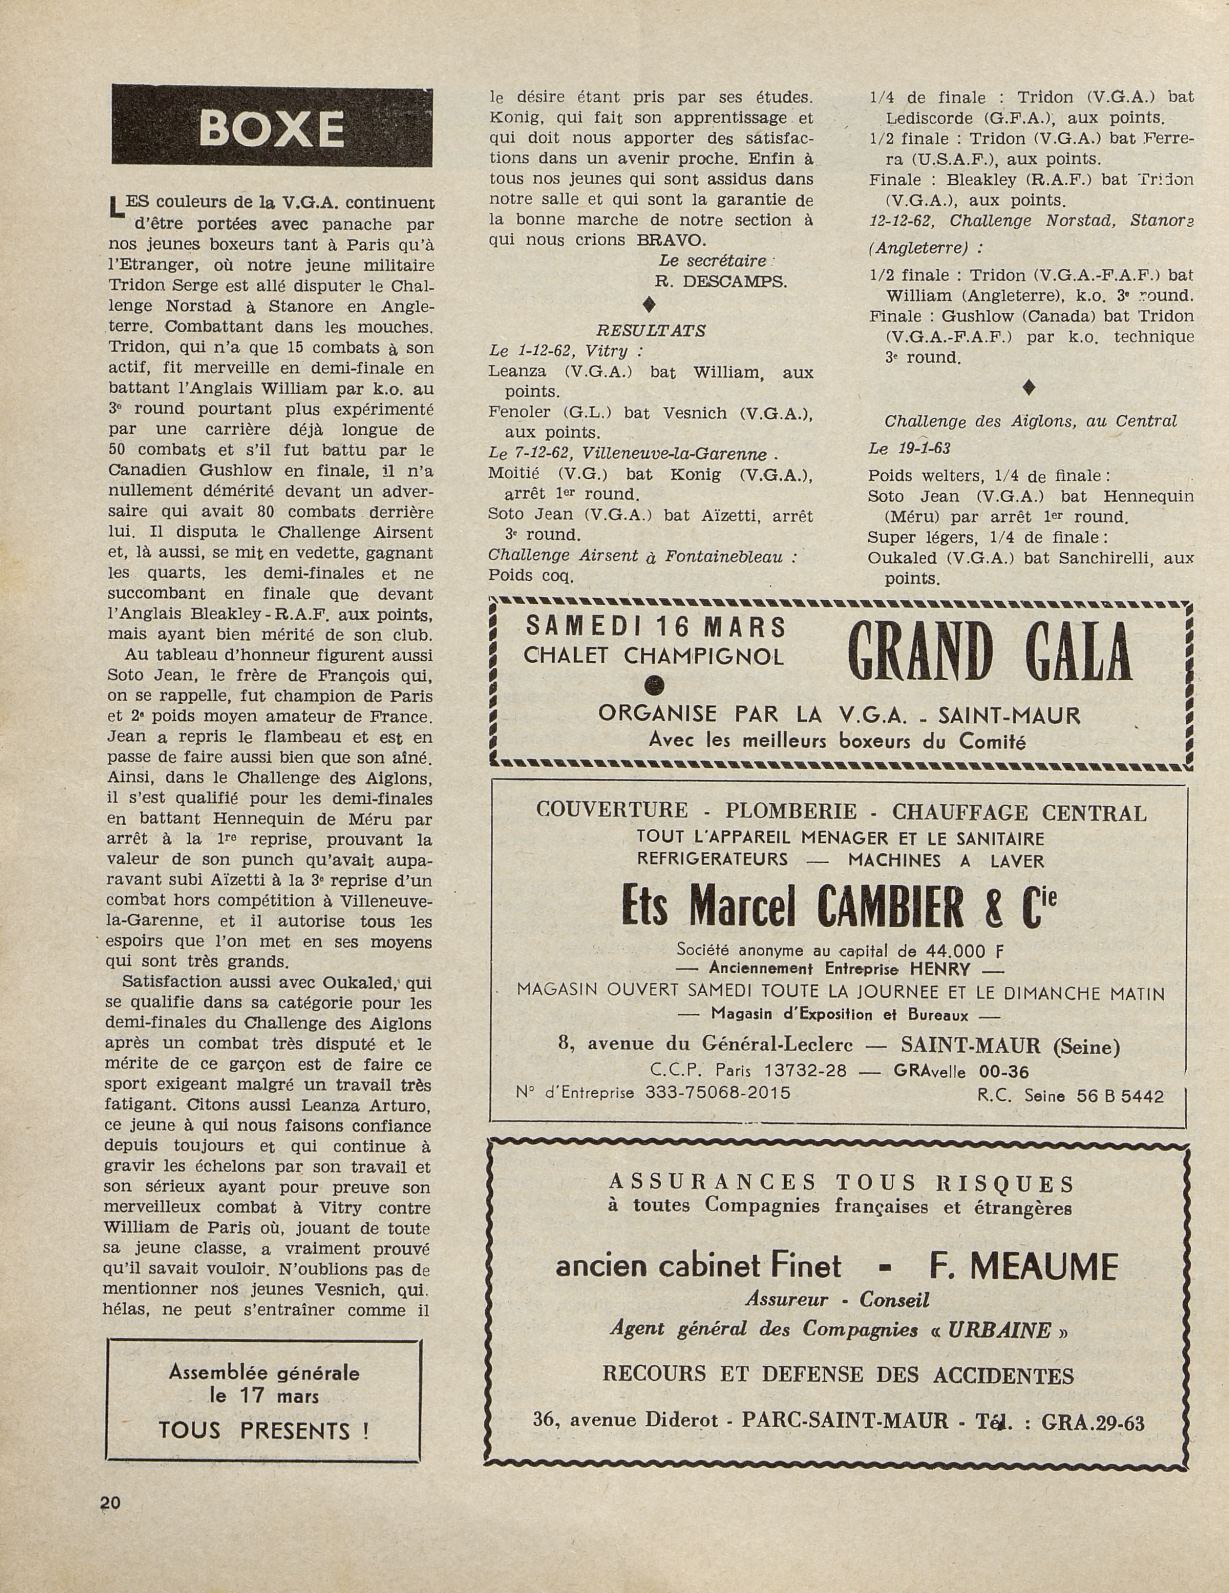 BOXE
LES couleurs de la V.G.A. continuent
d'être portées avec panache par
nos jeunes boxeurs tant à Paris qu'à
l'Etranger, où notre jeune militaire
Tridon Serge est allé disputer le Chal-
lenge Norstad à Stanore en Angle-
terre. Combattant dans les mouches.
Tridon, qui n'a que 15 combats à son
actif, fit merveille en demi-finale en
battant l'Anglais William par k.o. au
3e round pourtant plus expérimenté
par une carrière déjà longue de
50 combats et s'il fut battu par le
Canadien Gushlow en finale, il n'a
nullement démérité devant un adver-
saire qui avait 80 combats derrière
lui. Il disputa le Challenge Airsent
et, là aussi, se mit en vedette, gagnant
les quarts, les demi-finales et ne
succombant en finale que devant
l'Anglais Bleakley - R.A.F. aux points,
mais ayant bien mérité de son club.
Au tableau d'honneur figurent aussi
Soto Jean, le frère de François qui,
on se rappelle, fut champion de Paris
et 2e poids moyen amateur de France.
Jean a repris le flambeau et est en
passe de faire aussi bien que son aîné.
Ainsi, dans le Challenge des Aiglons,
il s'est qualifié pour les demi-finales
en battant Hennequin de Méru par
arrêt à la 1re reprise, prouvant la
valeur de son punch qu'avait aupa-
ravant subi Aïzetti à la 3e reprise d'un
combat hors compétition à Villeneuve-
la-Garenne, et il autorise tous les
espoirs que l'on met en ses moyens
qui sont très grands.
Satisfaction aussi avec Oukaled, qui
se qualifie dans sa catégorie pour les
demi-finales du Challenge des Aiglons
après un combat très disputé et le
mérite de ce garçon est de faire ce
sport exigeant malgré un travail très
fatigant. Citons aussi Leanza Arturo,
ce jeune à qui nous faisons confiance
depuis toujours et qui continue à
gravir les échelons par son travail et
son sérieux ayant pour preuve son
merveilleux combat à Vitry contre
William de Paris où, jouant de toute
sa jeune classe, a vraiment prouvé
qu'il savait vouloir. N'oublions pas de
mentionner nos jeunes Vesnich, qui.
hélas, ne peut s'entraîner comme il
Assemblée générale
le 17 mars
TOUS PRESENTS !
20
le désire étant pris par ses études.
Konig, qui fait son apprentissage et
qui doit nous apporter des satisfac-
tions dans un avenir proche. Enfin à
tous nos jeunes qui sont assidus dans
notre salle et qui sont la garantie de
la bonne marche de notre section à
qui nous crions BRAVO.
Le secrétaire :
R. DESCAMPS.
RESULTATS
Le 1-12-62, Vitry :
Leanza (V.G.A.) bat William, aux
points.
Fenoler (G.L.) bat Vesnich (V.G.A.),
aux points.
Le 7-12-62, Villeneuve-la-Garenne .
Moitié (V.G.) bat Konig (V.G.A.),
arrêt 1er round.
Soto Jean (V.G.A.) bat Aïzetti, arrêt
3e round.
Challenge Airsent à Fontainebleau :
Poids coq.
1/4 de finale : Tridon (V.G.A.) bat
Lediscorde (G.F.A.), aux points.
1/2 finale : Tridon (V.G.A.) bat Ferre-
ra (U.S.A.F.), aux points.
Finale : Bleakley (R.A.F.) bat Tridon
(V.G.A.), aux points.
12-12-62, Challenge Norstad, Stanore
(Angleterre) :
1/2 finale : Tridon (V.G.A.-F.A.F.) bat
William (Angleterre), k.o. 3e round.
Finale : Gushlow (Canada) bat Tridon
(V.G.A.-F.A.F.) par k.o. technique
3e round.
Challenge des Aiglons, au Central
Le 19-1-63
Poids welters, 1/4 de finale :
Soto Jean (V.G.A.) bat Hennequin
(Méru) par arrêt 1er round.
Super légers, 1/4 de finale :
Oukaled (V.G.A.) bat Sanchirelli, aux
points.
SAMEDI 16 MARS
CHALET CHAMPIGNOL
GRAND GALA
ORGANISE PAR LA V.G.A. - SAINT-MAUR
Avec les meilleurs boxeurs du Comité
COUVERTURE - PLOMBERIE - CHAUFFAGE CENTRAL
TOUT L'APPAREIL MENAGER ET LE SANITAIRE
REFRIGERATEURS — MACHINES A LAVER
Ets Marcel CAMBIER & Cie
Société anonyme au capital de 44.000 F
— Anciennement Entreprise HENRY —
MAGASIN OUVERT SAMEDI TOUTE LA JOURNEE ET LE DIMANCHE MATIN
— Magasin d'Exposition et Bureaux —
8, avenue du Général-Leclerc — SAINT-MAUR (Seine)
C.C.P. Paris 13732-28 — GRAvelle 00-36
N° d'Entreprise 333-75068-2015 R.C. Seine 56 B 5442
ASSURANCES TOUS RISQUES
à toutes Compagnies françaises et étrangères
ancien cabinet Finet - F. MEAUME
Assureur - Conseil
Agent général des Compagnies « URBAINE »
RECOURS ET DEFENSE DES ACCIDENTES
36, avenue Diderot - PARC-SAINT-MAUR - Tél. : GRA.29-63